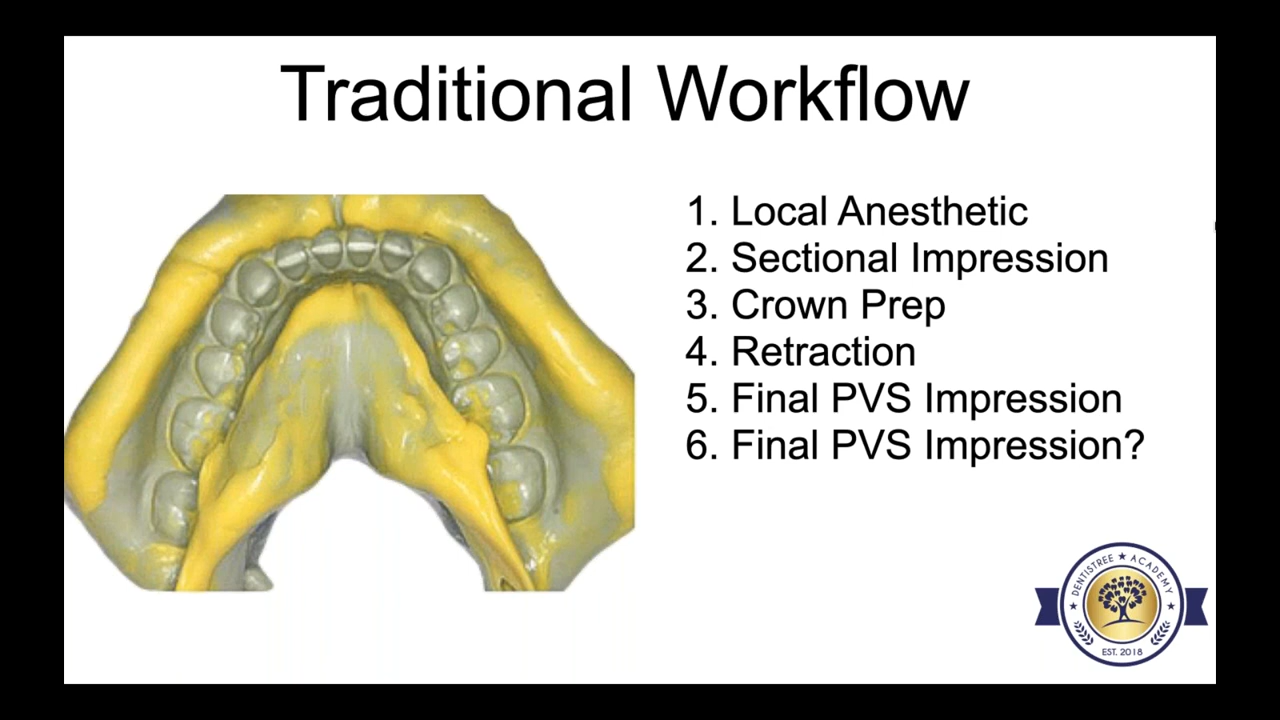 Traditional Workflow
1. Local Anesthetic
2. Sectional Impression
3. Crown Prep
4. Retraction
5. Final PVS Impression
6. Final PVS Impression?
DENTISTREE ★ ACADEMY
EST. 2018